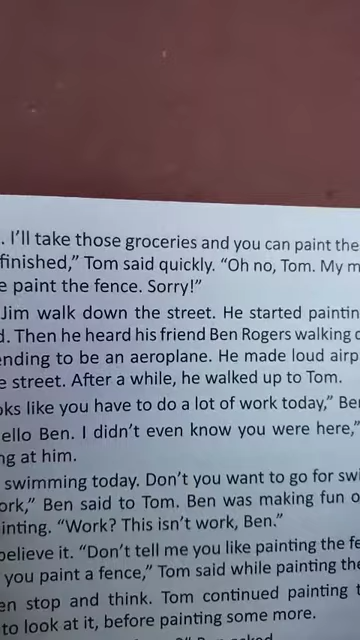 . I'll take those groceries and you can paint the
finished," Tom said quickly. "Oh no, Tom. My m
e paint the fence. Sorry!"
Jim walk down the street. He started paintin
d. Then he heard his friend Ben Rogers walking
ending to be an aeroplane. He made loud airp
e street. After a while, he walked up to Tom.
oks like you have to do a lot of work today," Be
ello Ben. I didn't even know you were here,"
ng at him.
swimming today. Don't you want to go for swi
ork," Ben said to Tom. Ben was making fun o
inting. "Work? This isn't work, Ben."
believe it. "Don't tell me you like painting the fe
you paint a fence," Tom said while painting the
en stop and think. Tom continued painting t
to look at it, before painting some more.